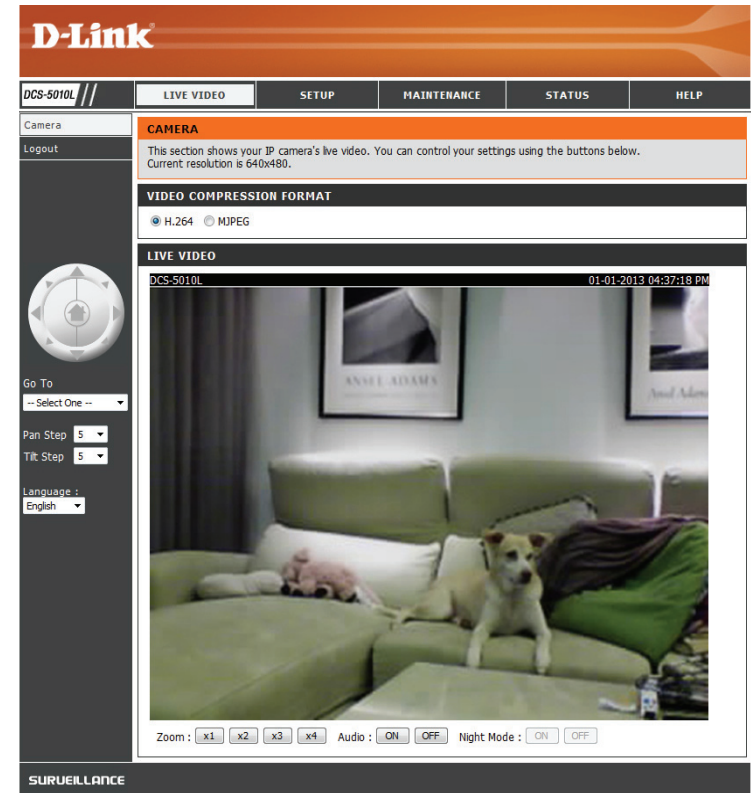 D-Link
DCS-5010L // LIVE VIDEO SETUP MAINTENANCE STATUS HELP
Camera
Logout
CAMERA
This section shows your IP camera's live video. You can control your settings using the buttons below.
Current resolution is 640x480.
VIDEO COMPRESSION FORMAT
H.264 MJPEG
LIVE VIDEO
DCS-5010L 01-01-2013 04:37:18 PM
ANSEL ADAMS
Ansel Adams
Go To
-- Select One --
Pan Step 5
Tilt Step 5
Language :
English
Zoom : x1 x2 x3 x4 Audio : ON OFF Night Mode : ON OFF
SURVEILLANCE